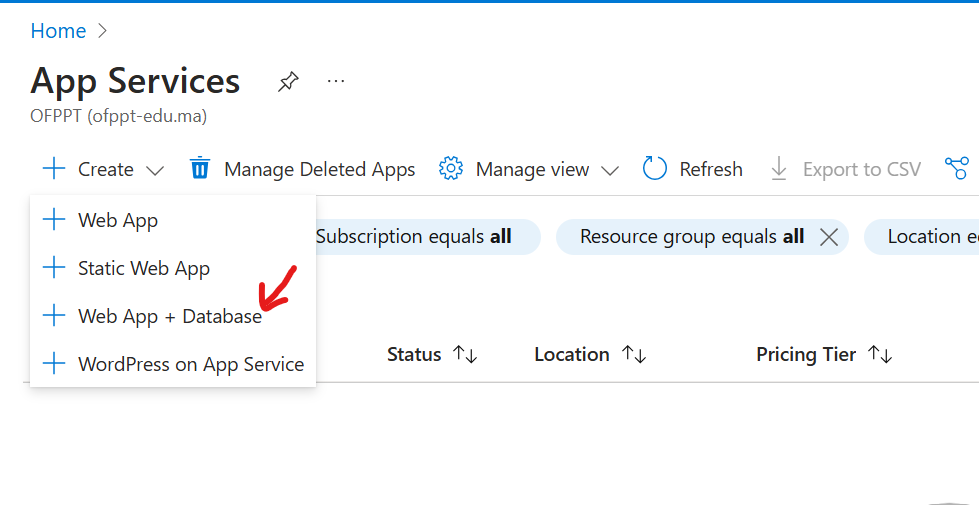 Home >
App Services ...
OFPPT (ofppt-edu.ma)
+ Create Manage Deleted Apps Manage view Refresh Export to CSV
+ Web App
Subscription equals all Resource group equals all × Location e
+ Static Web App
+ Web App + Database
Status ↑↓ Location ↑↓ Pricing Tier ↑↓
+ WordPress on App Service